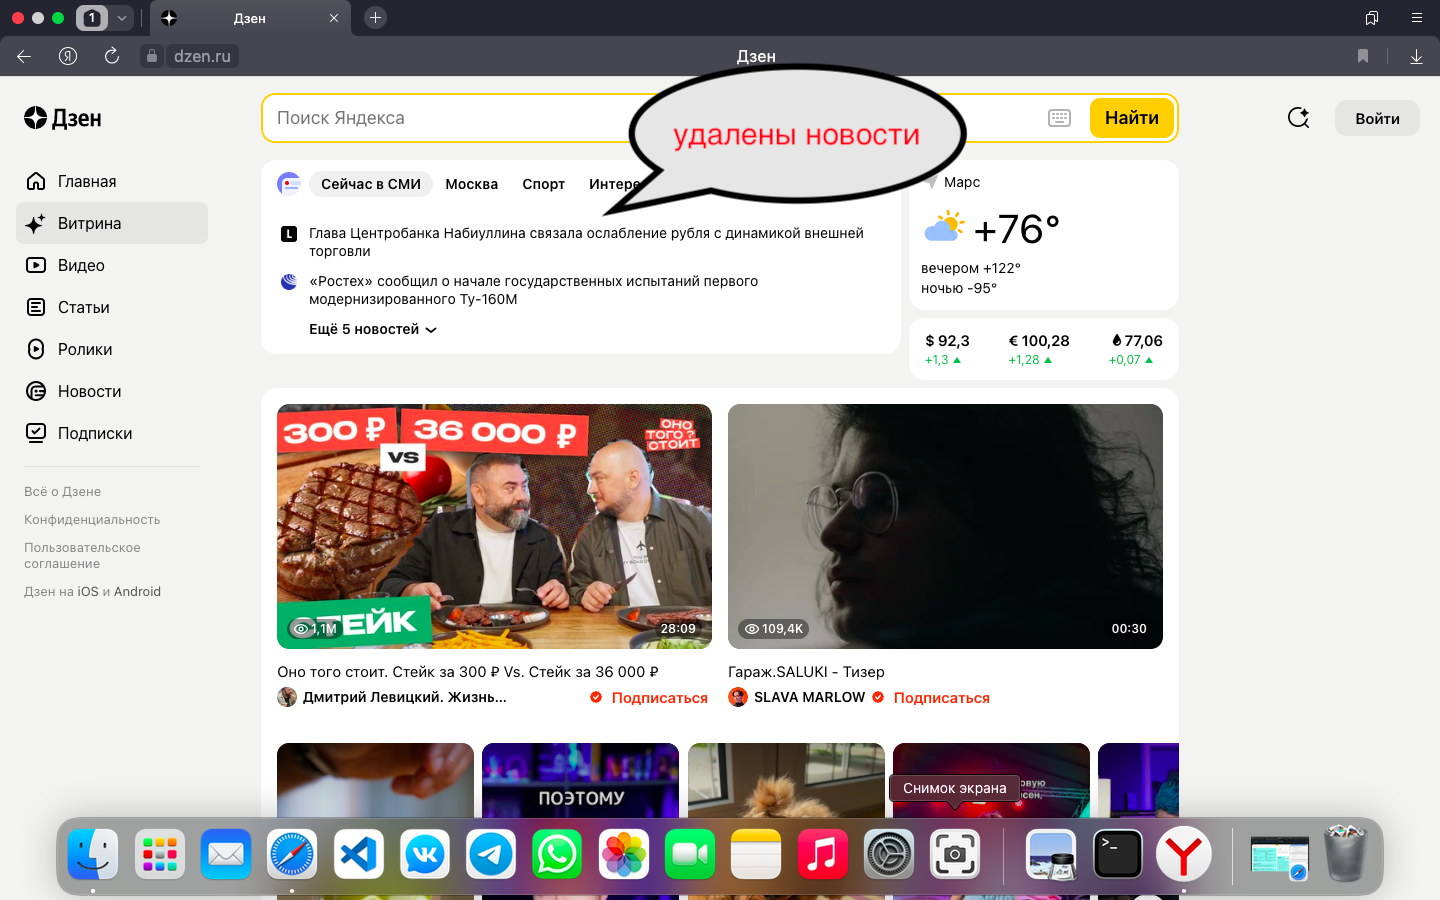 1
Дзен
dzen.ru
Дзен
Дзен
Поиск Яндекса
Найти
Войти
удалены новости
Главная
Витрина
Видео
Статьи
Ролики
Новости
Подписки
Всё о Дзене
Конфиденциальность
Пользовательское
соглашение
Дзен на iOS и Android
Сейчас в СМИ
Москва
Спорт
Глава Центробанка Набиуллина связала ослабление рубля с динамикой внешней
торговли
«Ростех» сообщил о начале государственных испытаний первого
модернизированного Ту-160М
Ещё 5 новостей
Марс
+76°
вечером +122°
ночью -95°
$ 92,3
€ 100,28
77,06
+1,3
+1,28
+0,07
300 ₽
36 000 ₽
VS
ОНО
ТОГО?
СТОИТ
СТЕЙК
1,1M
28:09
109,4K
00:30
Оно того стоит. Стейк за 300 ₽ Vs. Стейк за 36 000 ₽
Дмитрий Левицкий. Жизнь...
Подписаться
Гараж.SALUKI - Тизер
SLAVA MARLOW
Подписаться
ПОЭТОМУ
Снимок экрана